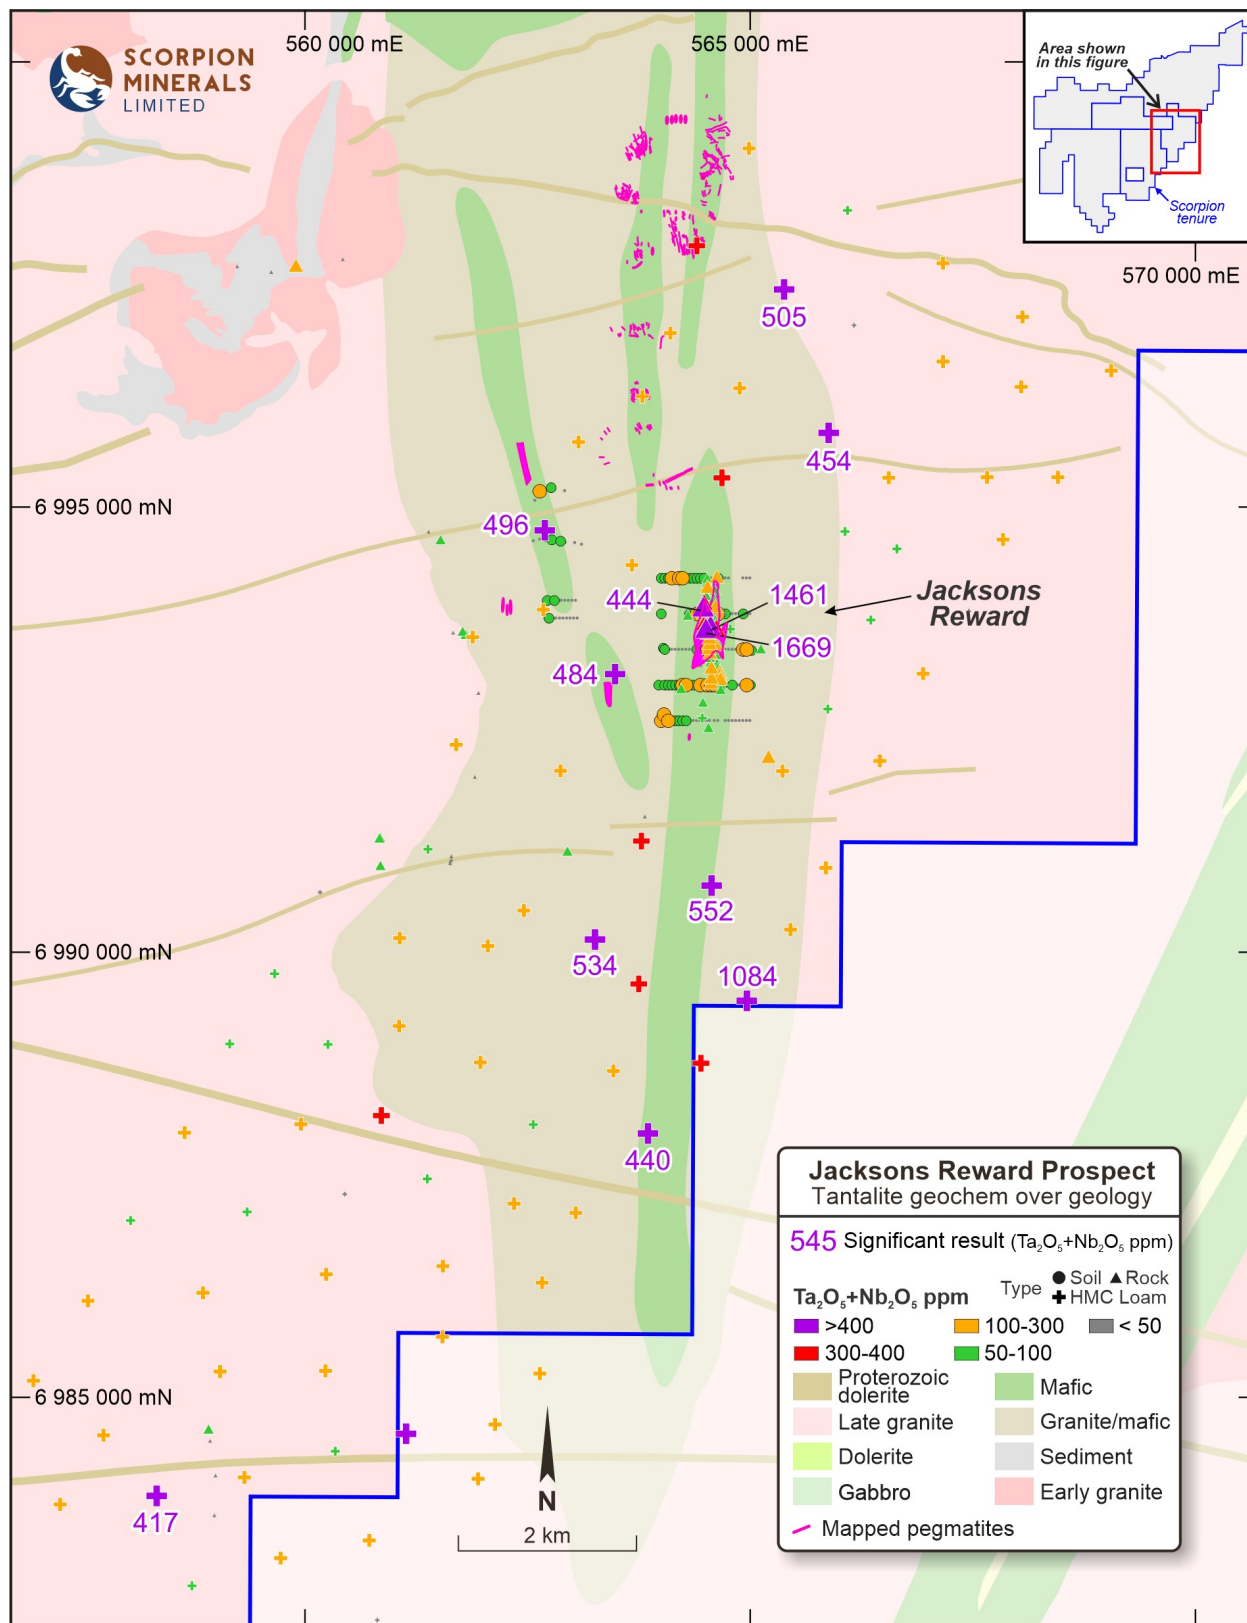 SCORPION
MINERALS
LIMITED
560 000 mE
565 000 mE
Area shown
in this figure
Scorpion
tenure
570 000 mE
505
454
6 995 000 mN
496
444
1461
Jacksons
Reward
1669
484
552
534
6 990 000 mN
1084
440
6 985 000 mN
417
N
2 km
Jacksons Reward Prospect
Tantalite geochem over geology
545 Significant result (Ta₂O₅+Nb₂O₅ ppm)
Ta₂O₅+Nb₂O₅ ppm
Type
Soil
Rock
HMC Loam
>400
100-300
< 50
300-400
50-100
Proterozoic
dolerite
Mafic
Late granite
Granite/mafic
Dolerite
Sediment
Gabbro
Early granite
Mapped pegmatites